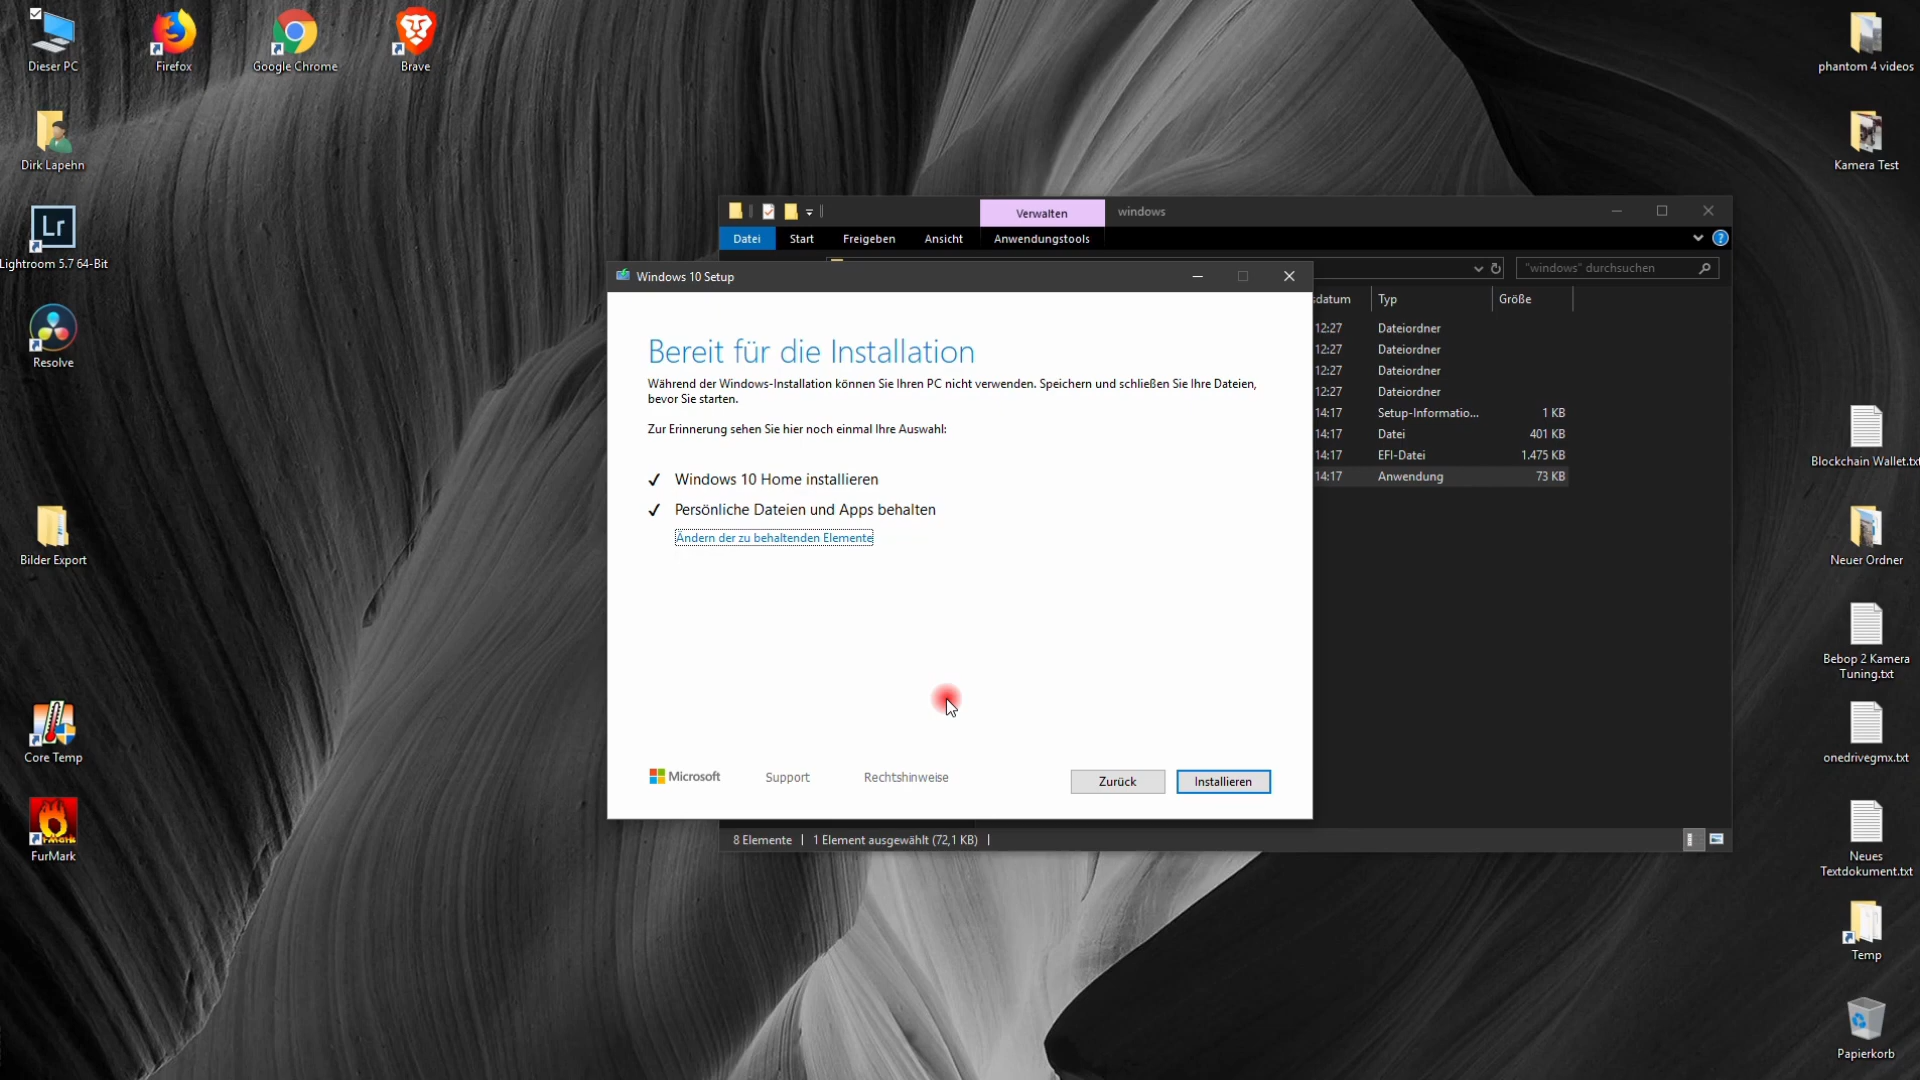 Dieser PC
Firefox
Google Chrome
Brave
phantom 4 videos
Dirk Lapehn
Kamera Test
Lr
Lightroom 5.7 64-Bit
Resolve
Bilder Export
Core Temp
FurMark
Verwalten
windows
Datei
Start
Freigeben
Ansicht
Anwendungstools
"windows" durchsuchen
Typ
Größe
12:27 Dateiordner
12:27 Dateiordner
12:27 Dateiordner
12:27 Dateiordner
14:17 Setup-Informatio... 1 KB
14:17 Datei 401 KB
14:17 EFI-Datei 1.475 KB
14:17 Anwendung 73 KB
Windows 10 Setup
Bereit für die Installation
Während der Windows-Installation können Sie Ihren PC nicht verwenden. Speichern und schließen Sie Ihre Dateien,
bevor Sie starten.
Zur Erinnerung sehen Sie hier noch einmal Ihre Auswahl:
✓ Windows 10 Home installieren
✓ Persönliche Dateien und Apps behalten
Ändern der zu behaltenden Elemente
Microsoft
Support
Rechtshinweise
Zurück
Installieren
8 Elemente
1 Element ausgewählt (72,1 KB)
Blockchain Wallet.txt
Neuer Ordner
Bebop 2 Kamera
Tuning.txt
onedrivegmx.txt
Neues
Textdokument.txt
Temp
Papierkorb